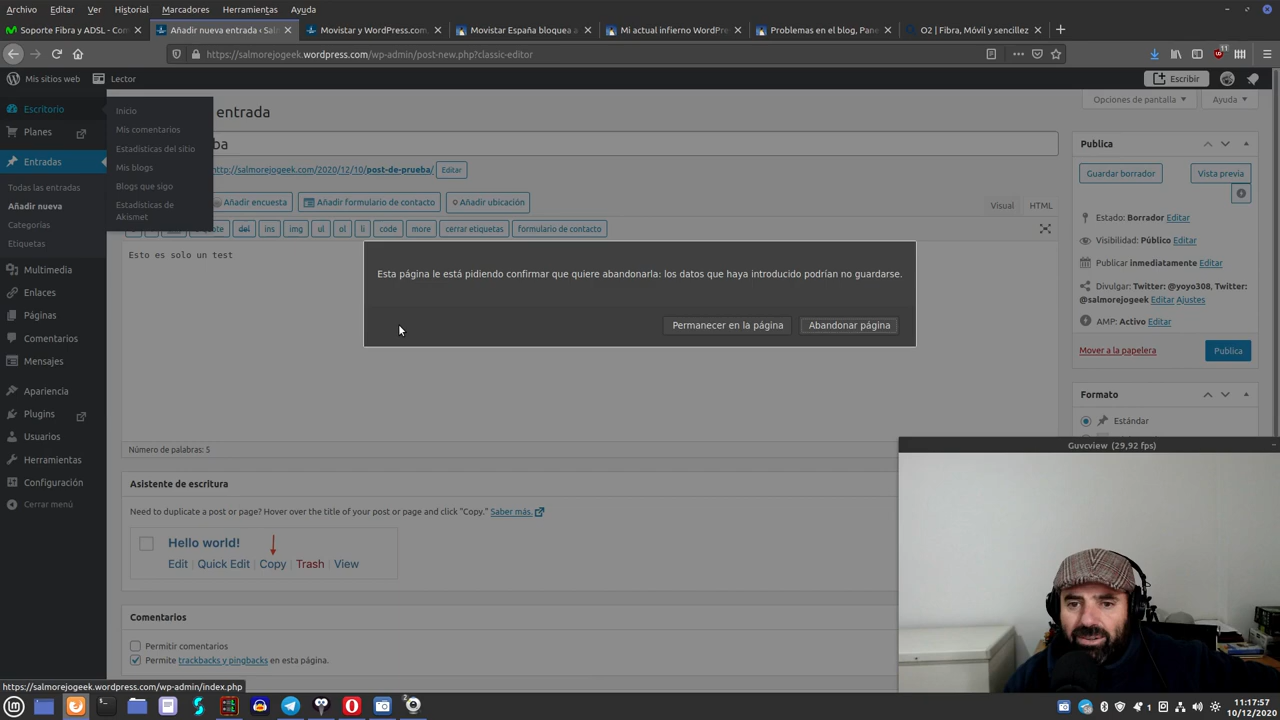 Archivo Editar Ver Historial Marcadores Herramientas Ayuda
Soporte Fibra y ADSL - Com
Añadir nueva entrada ‹ Sal
Movistar y WordPress.com
Movistar España bloquea a
Mi actual infierno WordPre
Problemas en el blog, Pane
O2 | Fibra, Móvil y sencillez
https://salmorejogeek.wordpress.com/wp-admin/post-new.php?classic-editor
11
Mis sitios web
Lector
Escribir
Escritorio
Inicio
Mis comentarios
Estadísticas del sitio
Mis blogs
Blogs que sigo
Estadísticas de
Akismet
Planes
Entradas
Todas las entradas
Añadir nueva
Categorías
Etiquetas
Multimedia
Enlaces
Páginas
Comentarios
Mensajes
Apariencia
Plugins
Usuarios
Herramientas
Configuración
Cerrar menú
entrada
Opciones de pantalla
Ayuda
ba
http://salmorejogeek.com/2020/12/10/post-de-prueba/
Editar
Añadir encuesta
Añadir formulario de contacto
Añadir ubicación
Visual
HTML
del ins img ul ol li code more cerrar etiquetas formulario de contacto
Esto es solo un test
Esta página le está pidiendo confirmar que quiere abandonarla: los datos que haya introducido podrían no guardarse.
Permanecer en la página
Abandonar página
Número de palabras: 5
Asistente de escritura
Need to duplicate a post or page? Hover over the title of your post or page and click "Copy." Saber más.
Hello world!
Edit | Quick Edit | Copy | Trash | View
Comentarios
Permitir comentarios
Permite trackbacks y pingbacks en esta página.
Publica
Guardar borrador
Vista previa
Estado: Borrador Editar
Visibilidad: Público Editar
Publicar inmediatamente Editar
Divulgar: Twitter: @yoyo308, Twitter:
@salmorejogeek Editar Ajustes
AMP: Activo Editar
Mover a la papelera
Publica
Formato
Estándar
Guvcview (29,92 fps)
https://salmorejogeek.wordpress.com/wp-admin/index.php
1
11:17:57
10/12/2020